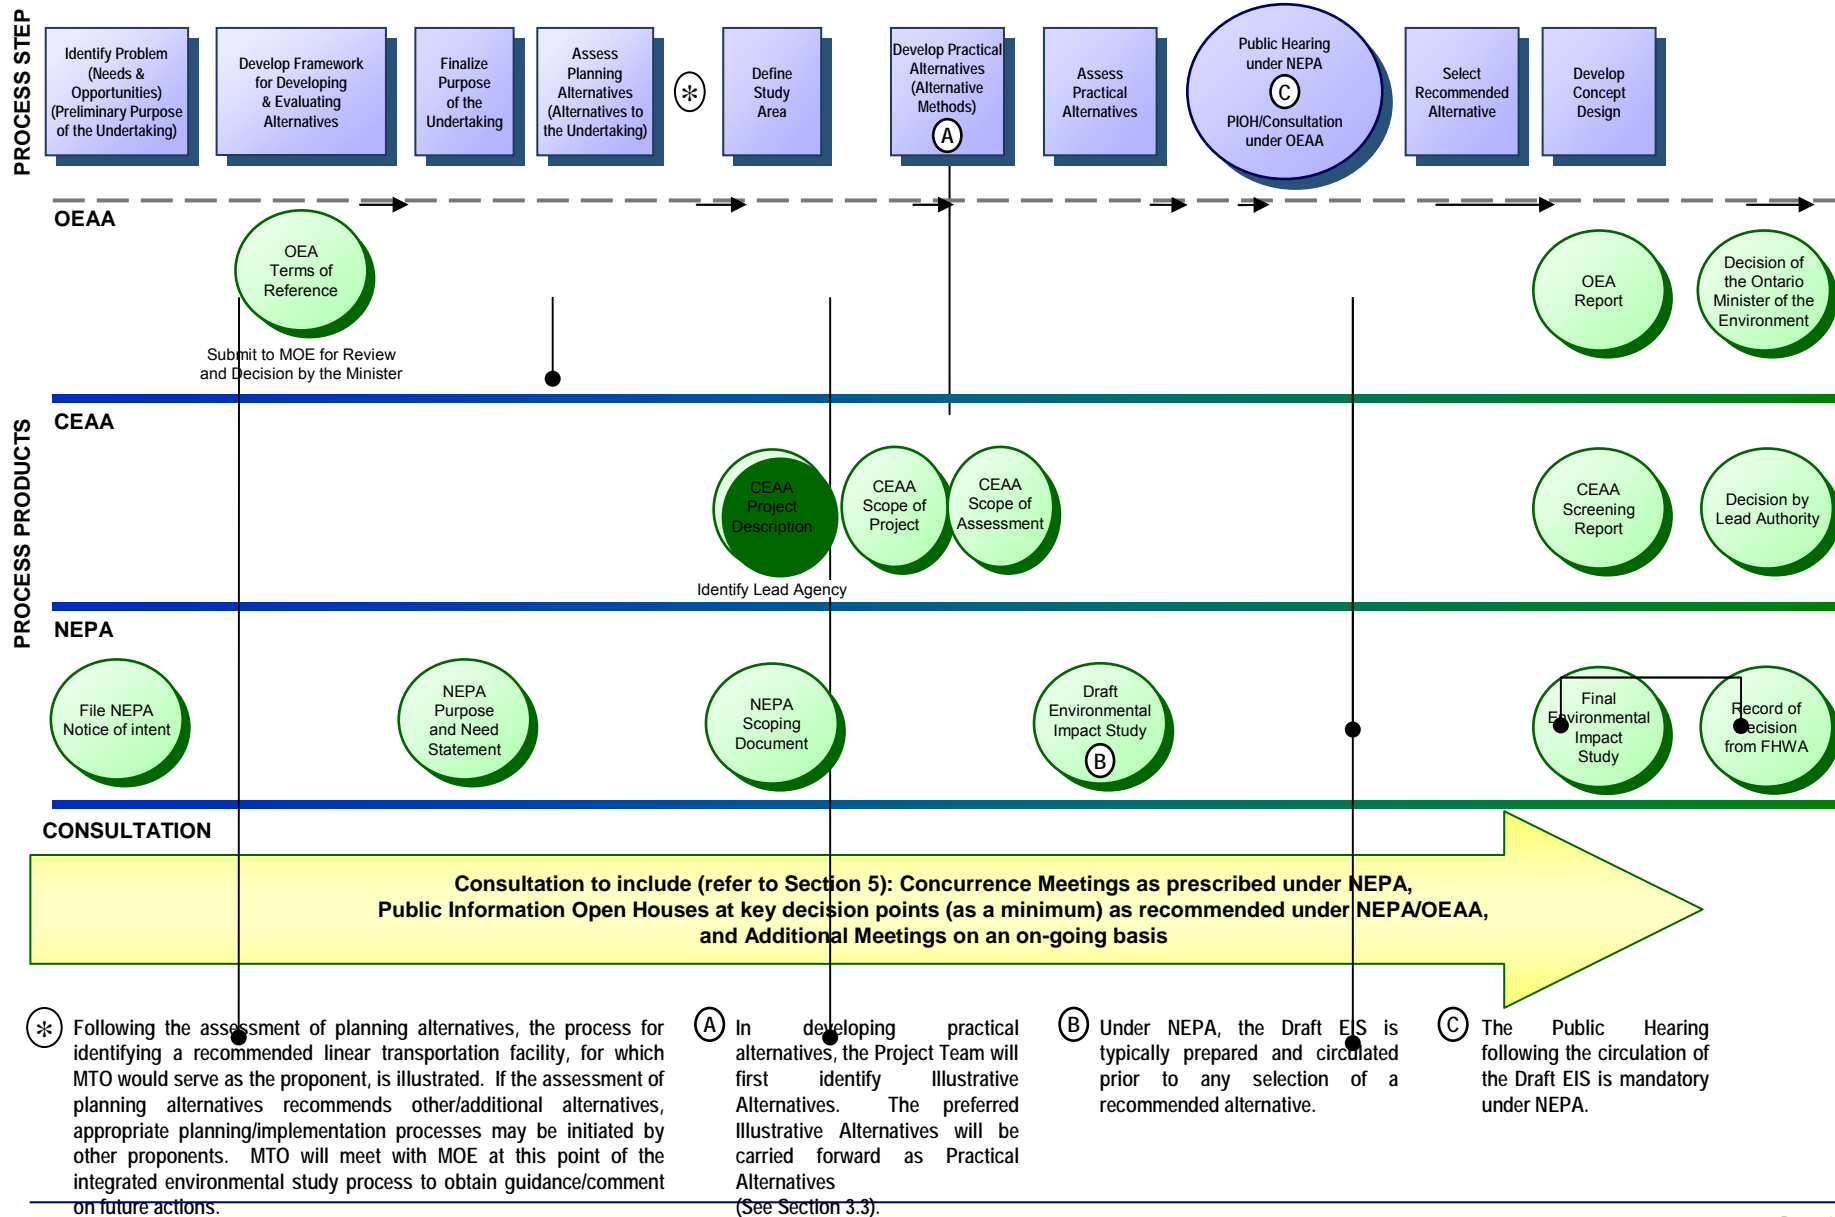 PROCESS STEP
Identify Problem
(Needs &
Opportunities)
(Preliminary Purpose
of the Undertaking)
Develop Framework
for Developing
& Evaluating
Alternatives
Finalize
Purpose
of the
Undertaking
Assess
Planning
Alternatives
(Alternatives to
the Undertaking)
*
Define
Study
Area
Develop Practical
Alternatives
(Alternative
Methods)
A
Assess
Practical
Alternatives
Public Hearing
under NEPA
C
PIOH/Consultation
under OEAA
Select
Recommended
Alternative
Develop
Concept
Design
PROCESS PRODUCTS
OEAA
OEA
Terms of
Reference
Submit to MOE for Review
and Decision by the Minister
OEA
Report
Decision of
the Ontario
Minister of the
Environment
CEAA
CEAA
Project
Description
Identify Lead Agency
CEAA
Scope of
Project
CEAA
Scope of
Assessment
CEAA
Screening
Report
Decision by
Lead Authority
NEPA
File NEPA
Notice of intent
NEPA
Purpose
and Need
Statement
NEPA
Scoping
Document
Draft
Environmental
Impact Study
B
Final
Environmental
Impact
Study
Record of
Decision
from FHWA
CONSULTATION
Consultation to include (refer to Section 5): Concurrence Meetings as prescribed under NEPA,
Public Information Open Houses at key decision points (as a minimum) as recommended under NEPA/OEAA,
and Additional Meetings on an on-going basis
* Following the assessment of planning alternatives, the process for
identifying a recommended linear transportation facility, for which
MTO would serve as the proponent, is illustrated. If the assessment of
planning alternatives recommends other/additional alternatives,
appropriate planning/implementation processes may be initiated by
other proponents. MTO will meet with MOE at this point of the
integrated environmental study process to obtain guidance/comment
on future actions.
A In developing practical
alternatives, the Project Team will
first identify Illustrative
Alternatives. The preferred
Illustrative Alternatives will be
carried forward as Practical
Alternatives
(See Section 3.3).
B Under NEPA, the Draft EIS is
typically prepared and circulated
prior to any selection of a
recommended alternative.
C The Public Hearing
following the circulation of
the Draft EIS is mandatory
under NEPA.